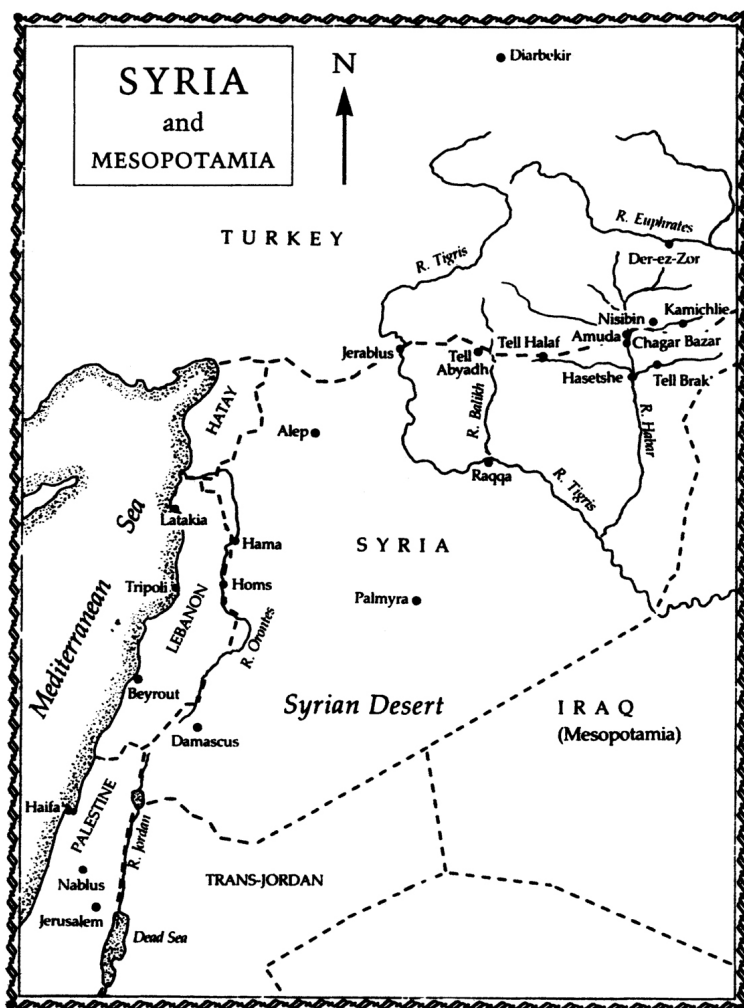 SYRIA
and
MESOPOTAMIA
N
Diarbekir
TURKEY
R. Tigris
R. Euphrates
Der-ez-Zor
Nisibin
Kamichlie
Amuda
Chagar Bazar
Jerablus
Tell
Abyadh
Tell Halaf
Hasetshe
Tell Brak
HATAY
Alep
R. Balikh
R. Habar
Raqqa
R. Tigris
Latakia
Sea
Mediterranean
Hama
SYRIA
Tripoli
Homs
LEBANON
Palmyra
R. Orontes
Beyrout
Syrian Desert
IRAQ
(Mesopotamia)
Damascus
Haifa
PALESTINE
R. Jordan
Nablus
TRANS-JORDAN
Jerusalem
Dead Sea